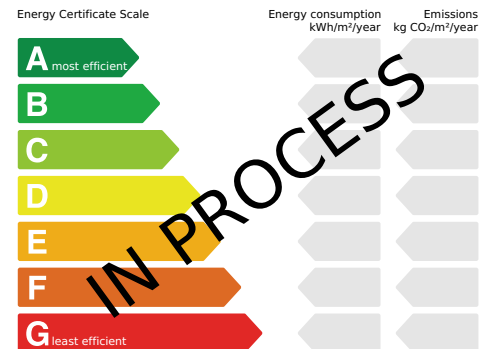 Energy Certificate Scale
Energy consumption
kWh/m²/year
Emissions
kg CO₂/m²/year
A most efficient
B
C
D
E
F
G least efficient
IN PROCESS